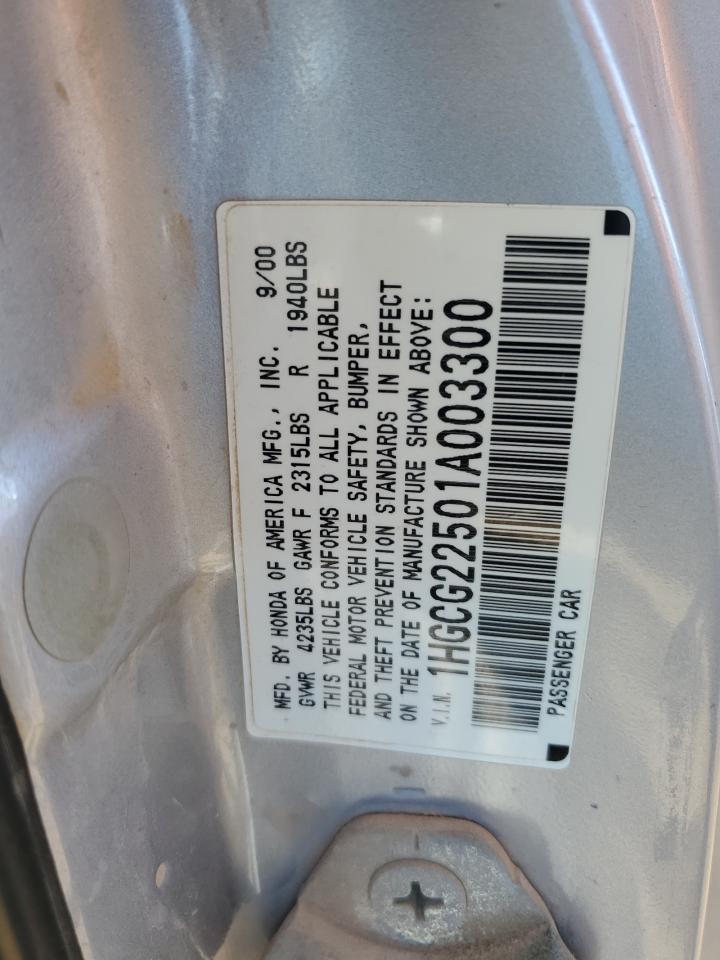 MFD. BY HONDA OF AMERICA MFG., INC. 9/00
GVWR 4235LBS GAWR F 2315LBS R 1940LBS
THIS VEHICLE CONFORMS TO ALL APPLICABLE
FEDERAL MOTOR VEHICLE SAFETY, BUMPER,
AND THEFT PREVENTION STANDARDS IN EFFECT
ON THE DATE OF MANUFACTURE SHOWN ABOVE:
V.I.N. 1HGCG22501A003300
PASSENGER CAR